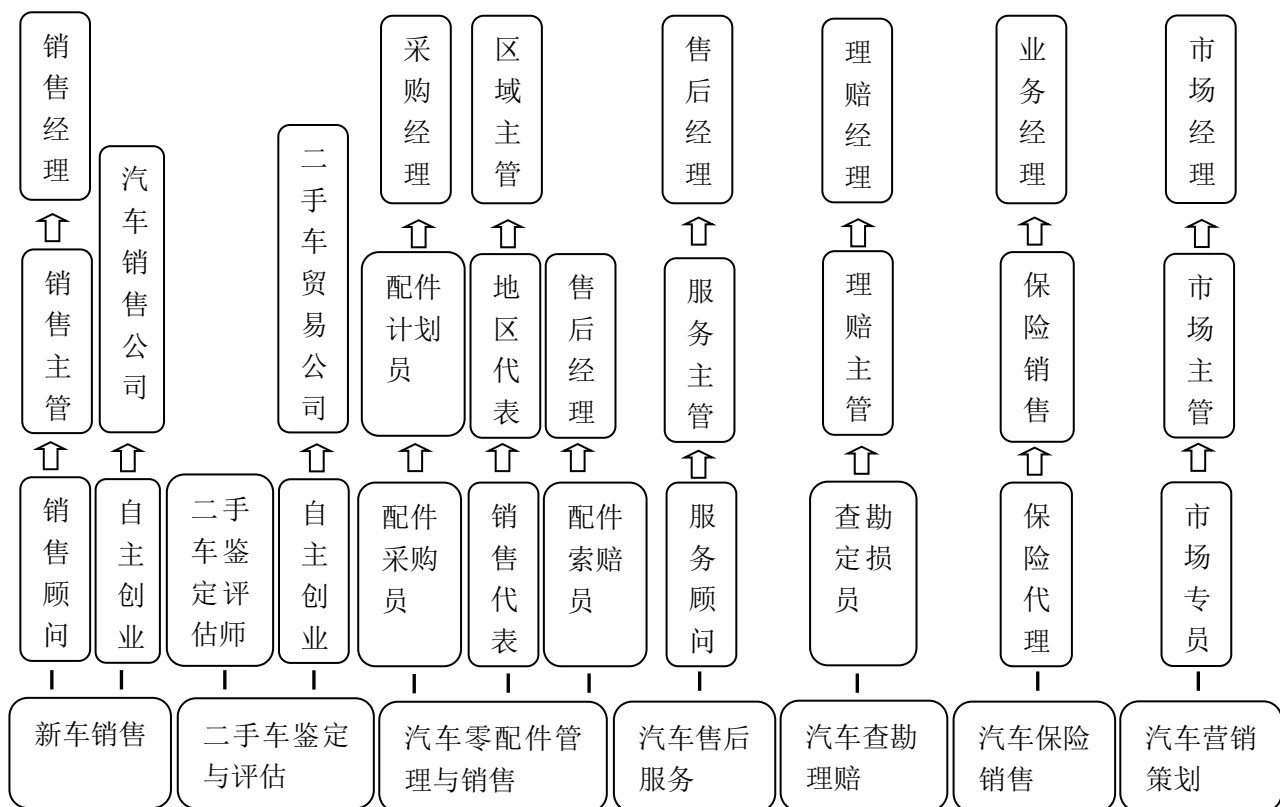 销售经理
采购经理
区域主管
售后经理
理赔经理
业务经理
市场经理
汽车销售公司
二手车贸易公司
销售主管
配件
计划
员
地区代表
售后经理
服务主管
理赔主管
保险销售
市场主管
销售顾问
自主创业
二手
车鉴
定评
估师
自主创业
配件
采购
员
销售代表
配件
索赔
员
服务顾问
查勘
定损
员
保险代理
市场专员
新车销售
二手车鉴定
与评估
汽车零配件管
理与销售
汽车售后
服务
汽车查勘
理赔
汽车保险
销售
汽车营销
策划